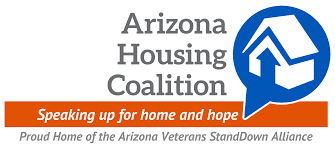 Arizona
Housing
Coalition
Speaking up for home and hope
Proud Home of the Arizona Veterans StandDown Alliance